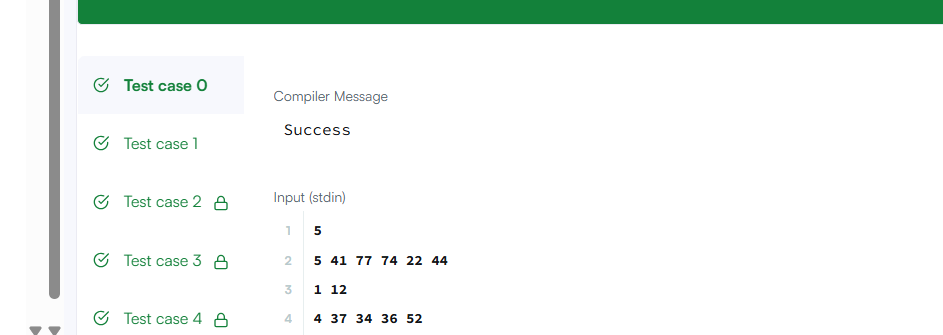 Test case 0
Test case 1
Test case 2
Test case 3
Test case 4
Compiler Message
Success
Input (stdin)
1 5
2 5 41 77 74 22 44
3 1 12
4 4 37 34 36 52